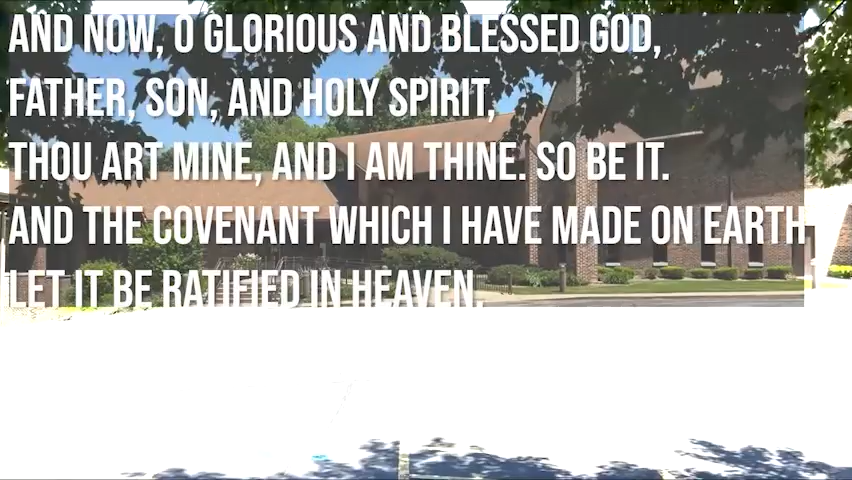 AND NOW, O GLORIOUS AND BLESSED GOD,
FATHER, SON, AND HOLY SPIRIT,
THOU ART MINE, AND I AM THINE. SO BE IT.
AND THE COVENANT WHICH I HAVE MADE ON EARTH
LET IT BE RATIFIED IN HEAVEN.